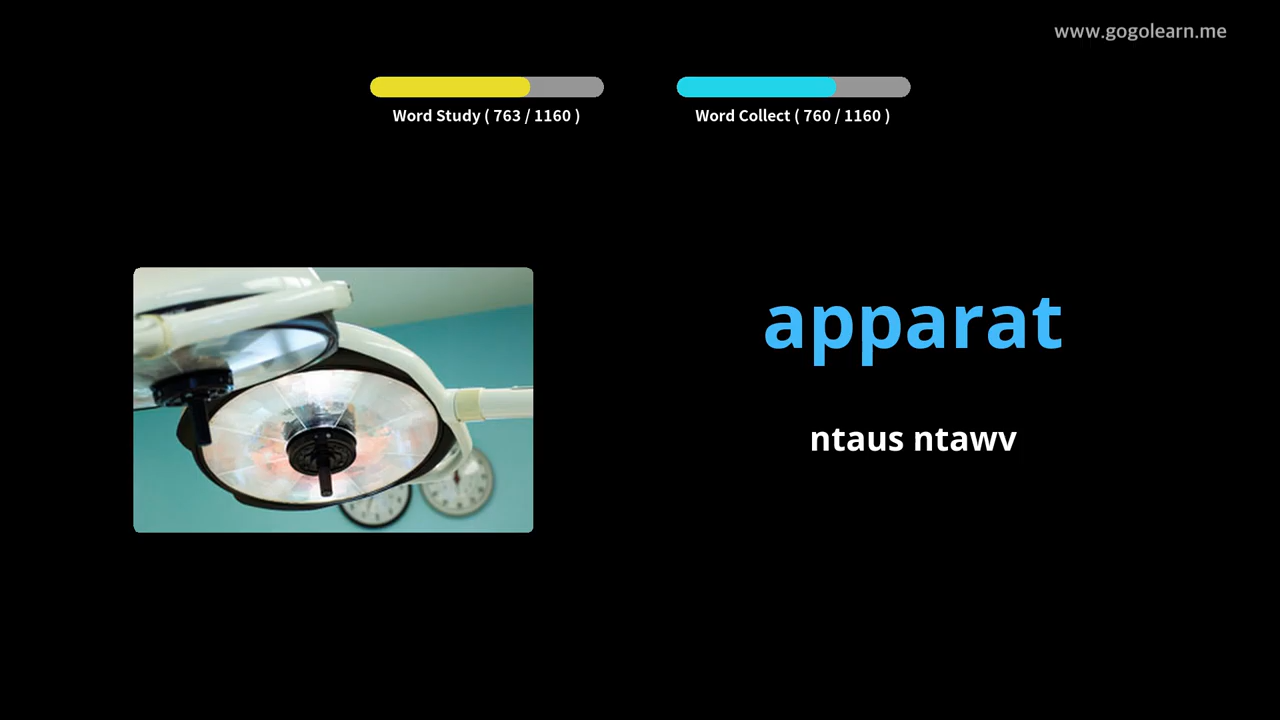 www.gogolearn.me
Word Study ( 763 / 1160 )
Word Collect ( 760 / 1160 )
apparat
ntaus ntawv